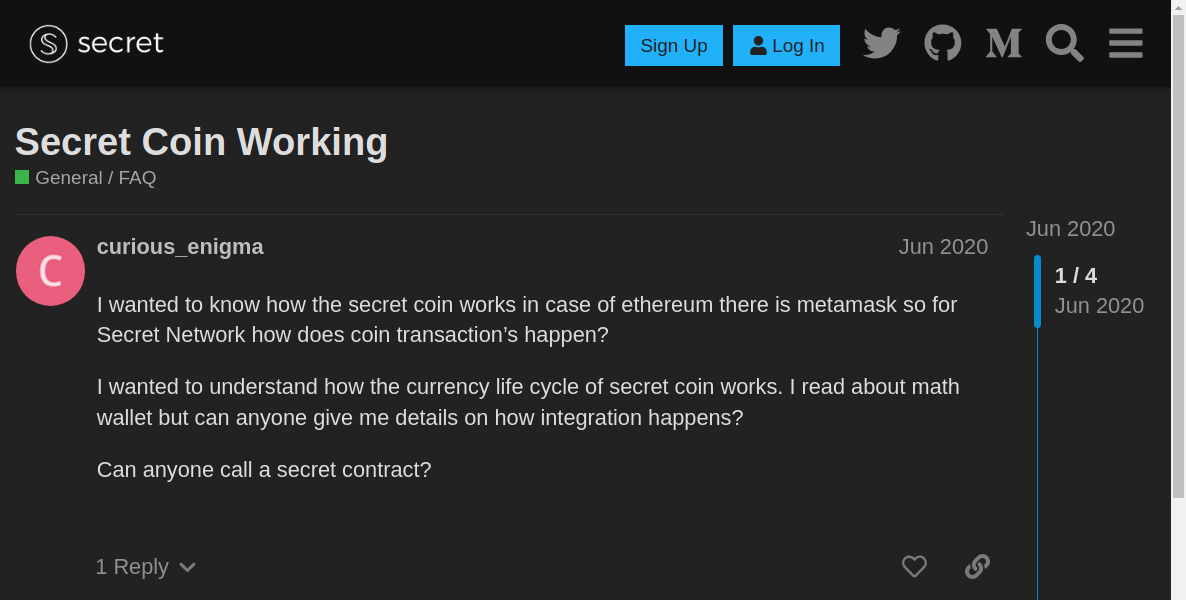 secret
Sign Up
Log In
Secret Coin Working
General / FAQ
C
curious_enigma
Jun 2020
I wanted to know how the secret coin works in case of ethereum there is metamask so for
Secret Network how does coin transaction’s happen?
I wanted to understand how the currency life cycle of secret coin works. I read about math
wallet but can anyone give me details on how integration happens?
Can anyone call a secret contract?
1 Reply
Jun 2020
1 / 4
Jun 2020